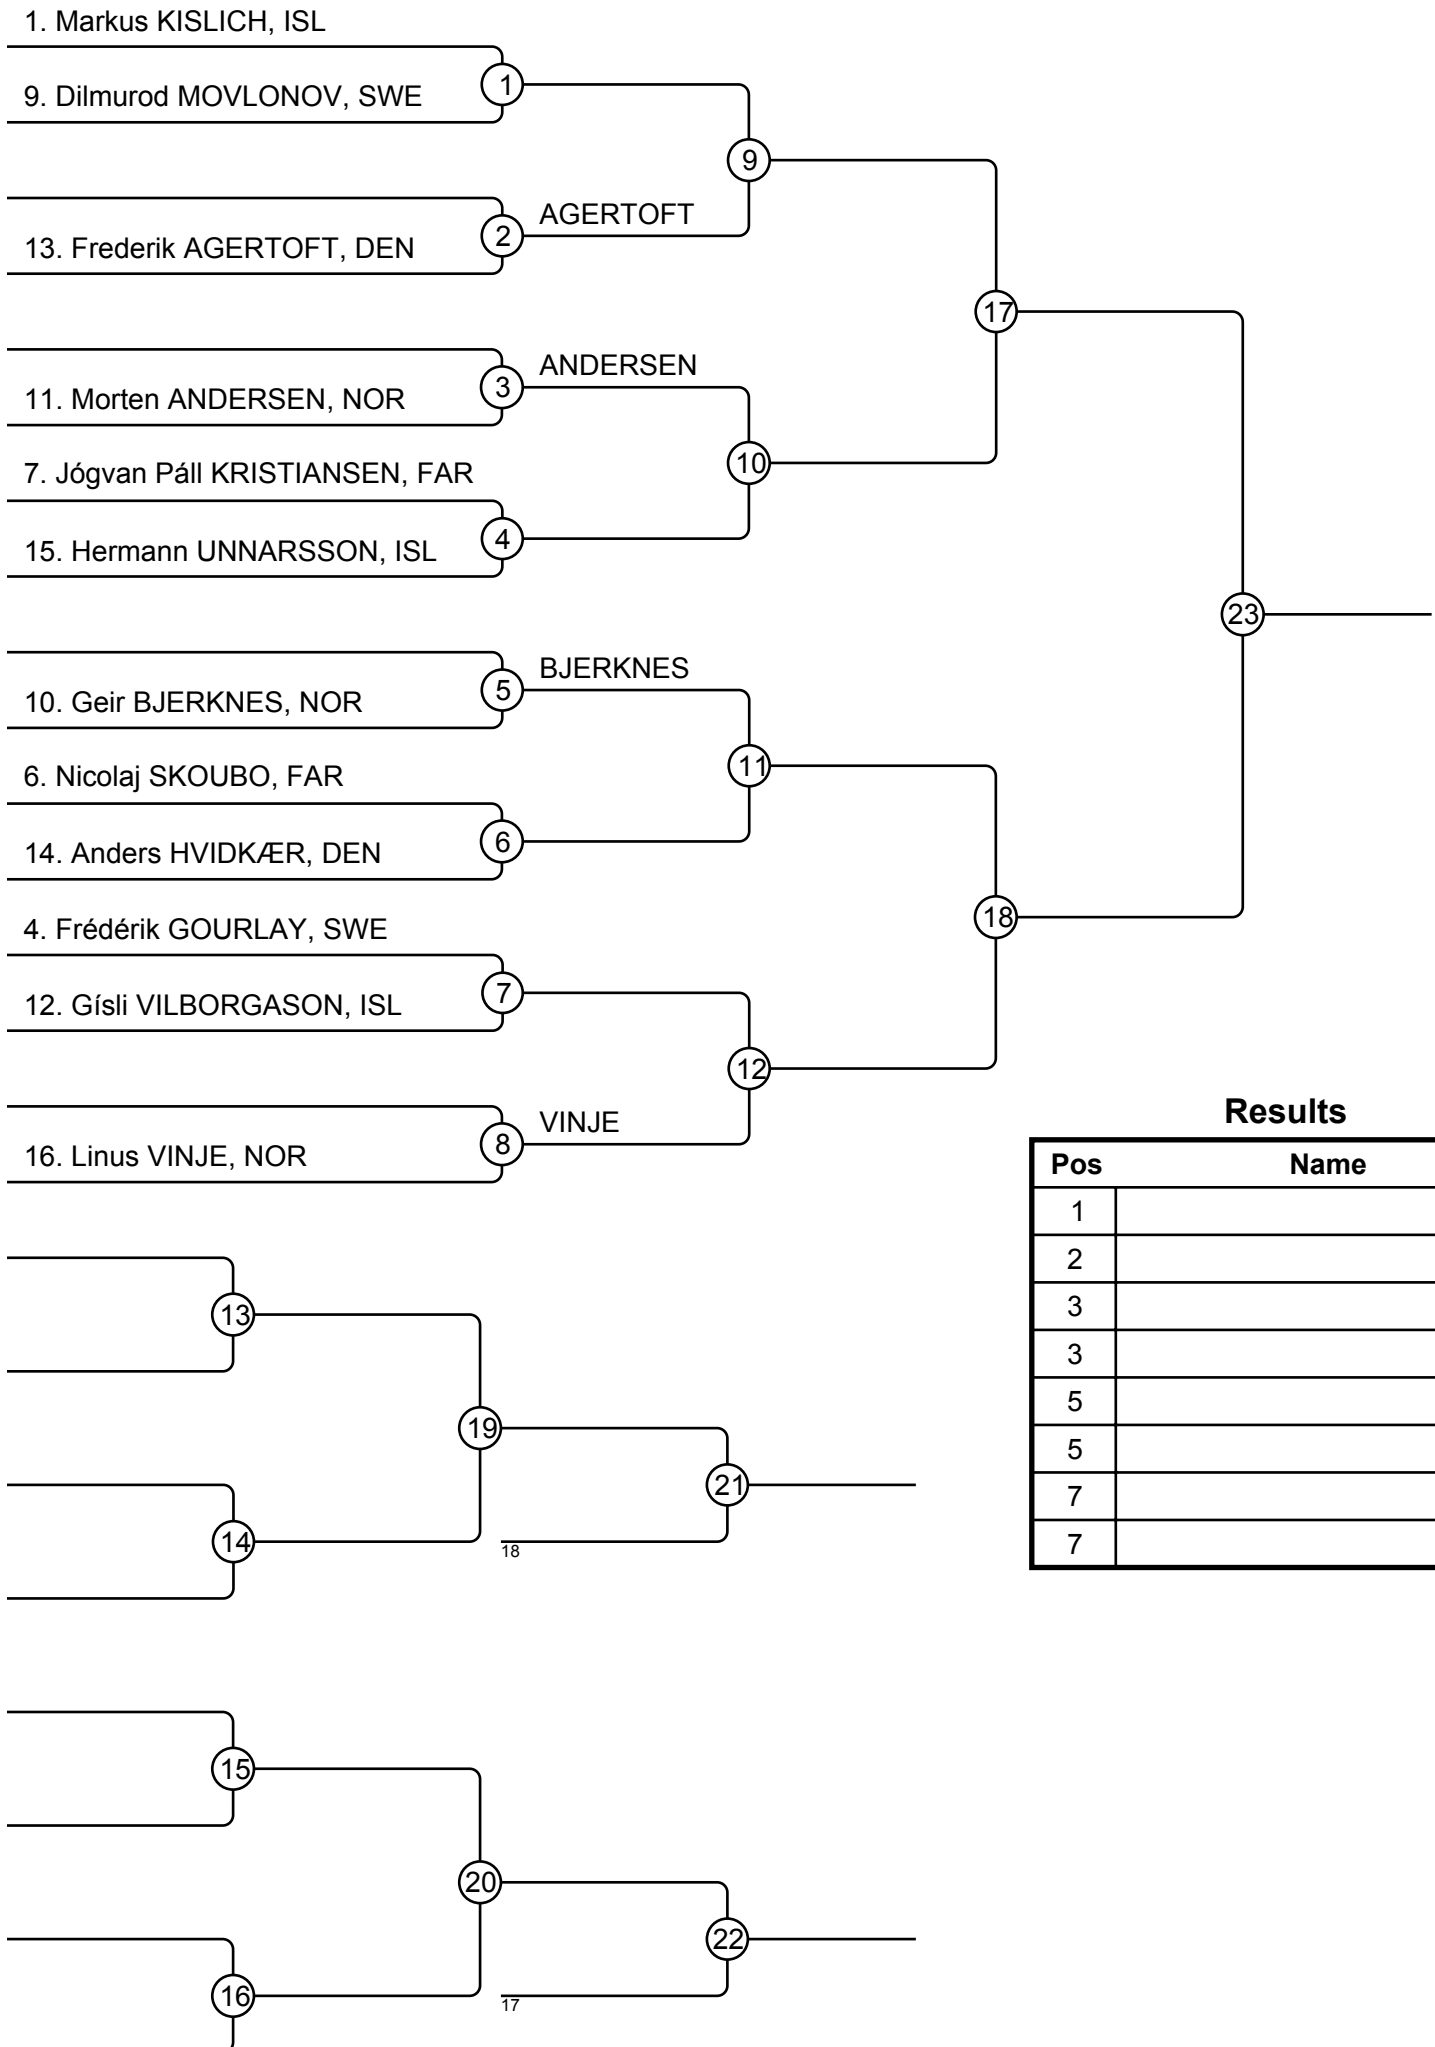 1. Markus KISLICH, ISL
1
9. Dilmurod MOVLONOV, SWE
9
AGERTOFT
2
13. Frederik AGERTOFT, DEN
17
ANDERSEN
3
11. Morten ANDERSEN, NOR
10
7. Jógvan Páll KRISTIANSEN, FAR
4
15. Hermann UNNARSSON, ISL
23
BJERKNES
5
10. Geir BJERKNES, NOR
11
6. Nicolaj SKOUBO, FAR
6
14. Anders HVIDKÆR, DEN
18
4. Frédérik GOURLAY, SWE
7
12. Gísli VILBORGASON, ISL
12
VINJE
8
16. Linus VINJE, NOR
Results
Pos Name
1
2
3
3
5
5
7
7
13
19
21
14
18
15
20
22
16
17